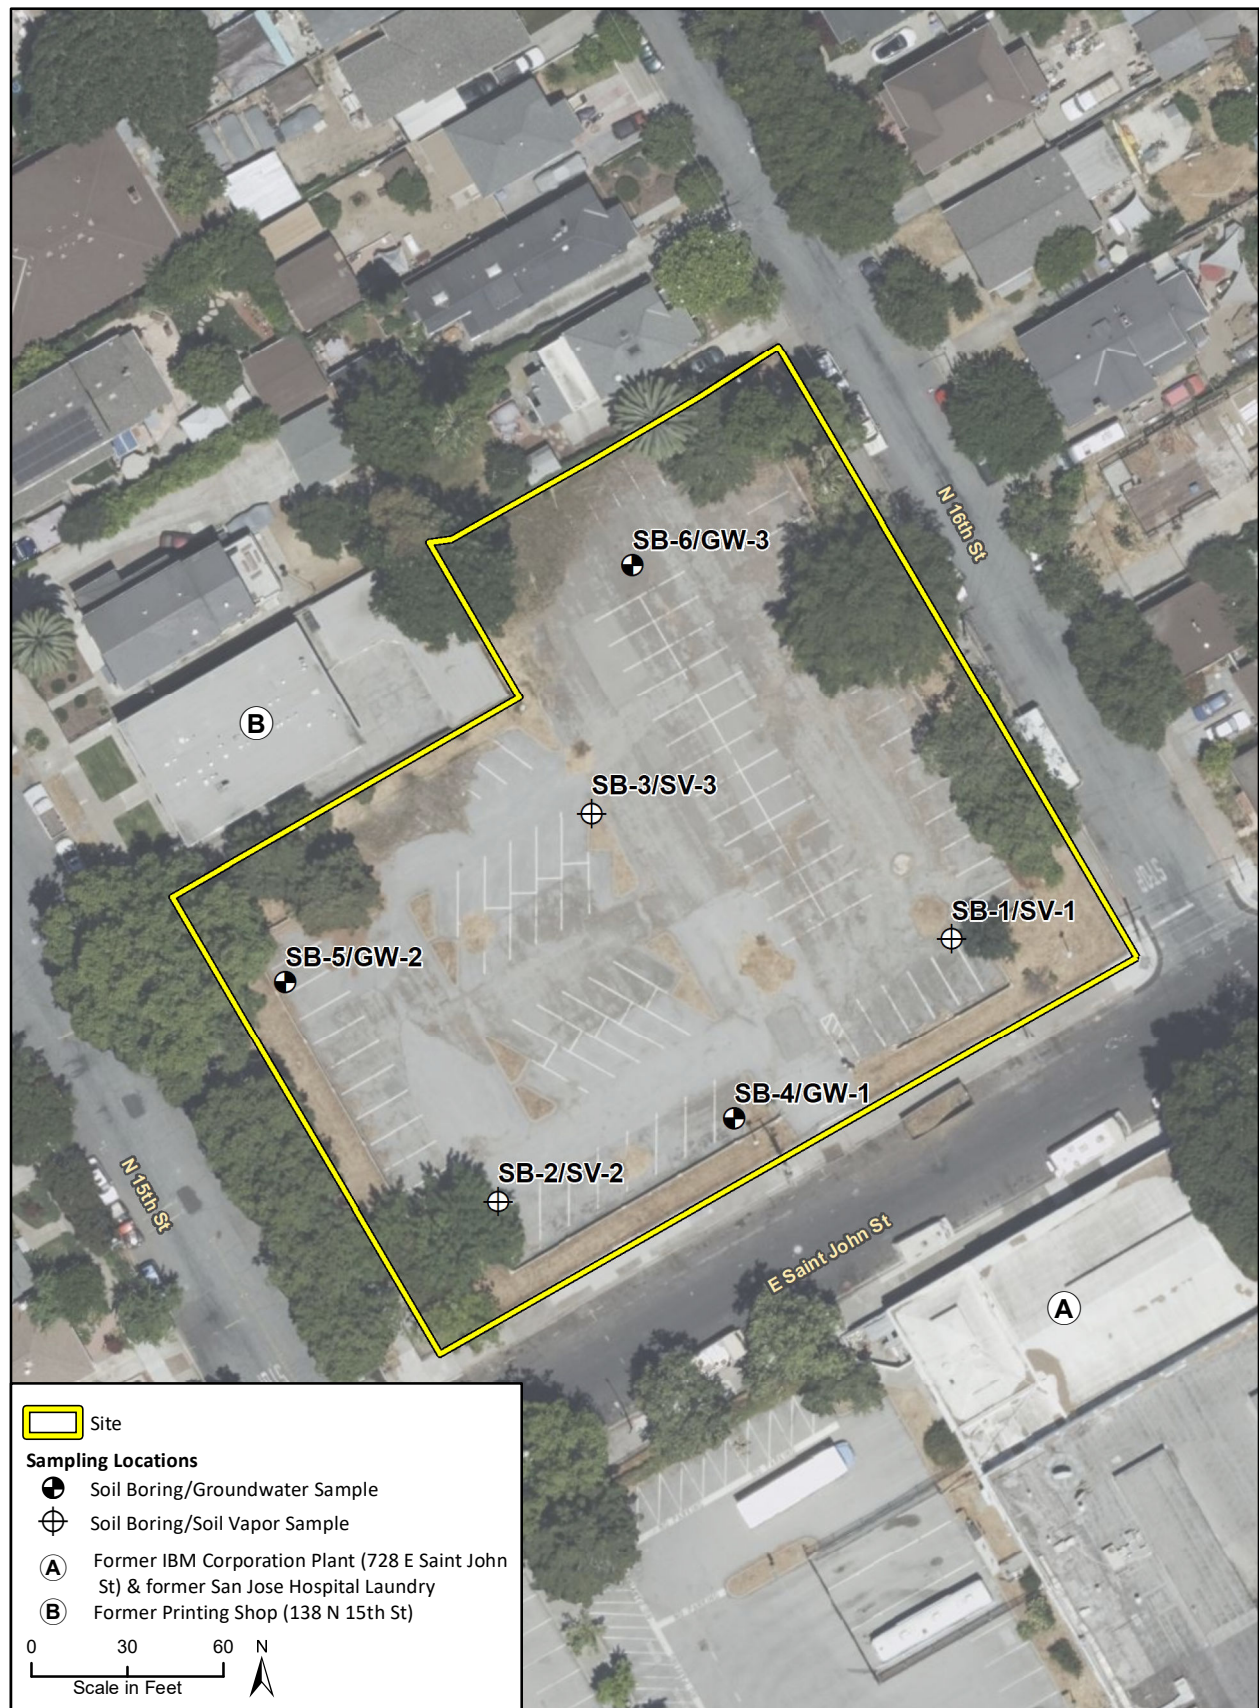 N 16th St
SB-6/GW-3
B
SB-3/SV-3
STOP
SB-1/SV-1
SB-5/GW-2
SB-4/GW-1
N 15th St
SB-2/SV-2
E Saint John St
A
Site
Sampling Locations
Soil Boring/Groundwater Sample
Soil Boring/Soil Vapor Sample
A Former IBM Corporation Plant (728 E Saint John
St) & former San Jose Hospital Laundry
B Former Printing Shop (138 N 15th St)
0 30 60 N
Scale in Feet